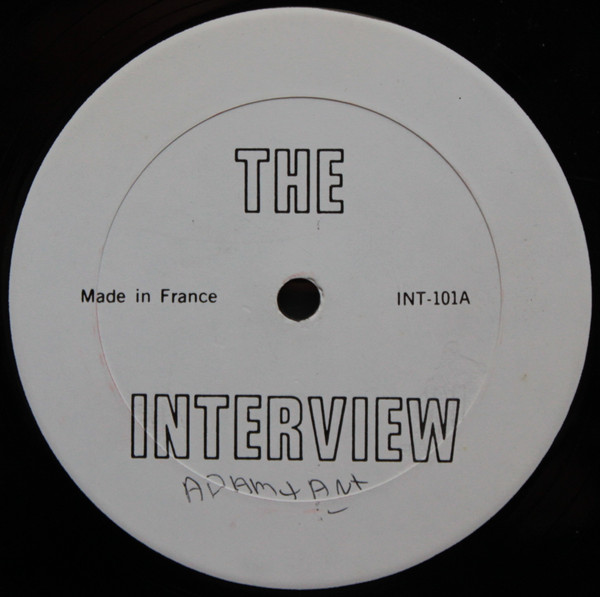 THE
Made in France
INT-101A
INTERVIEW
ADAM + ANT